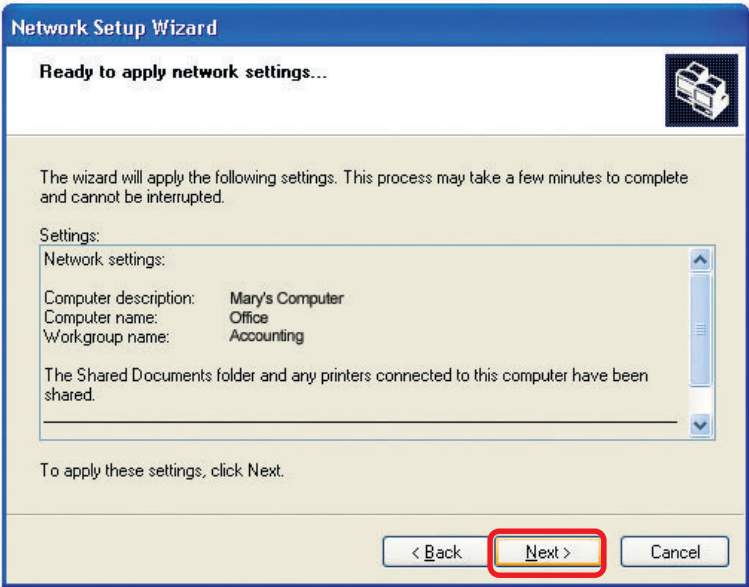 Network Setup Wizard
Ready to apply network settings...
The wizard will apply the following settings. This process may take a few minutes to complete
and cannot be interrupted.
Settings:
Network settings:
Computer description: Mary's Computer
Computer name: Office
Workgroup name: Accounting
The Shared Documents folder and any printers connected to this computer have been
shared.
To apply these settings, click Next.
< Back Next > Cancel